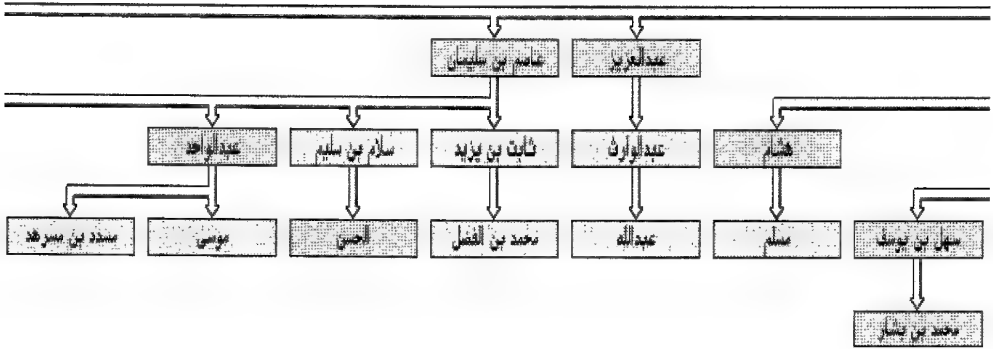 عبدالعزيز
عاصم بن سليمان
هشام
عبدالوارث
ثابت بن يزيد
سلام بن سليم
عبدالواحد
سهل بن يوسف
مسلم
عبدالله
محمد بن الفضل
الحسن
موسى
مسدد بن مسرهد
محمد بن بشار